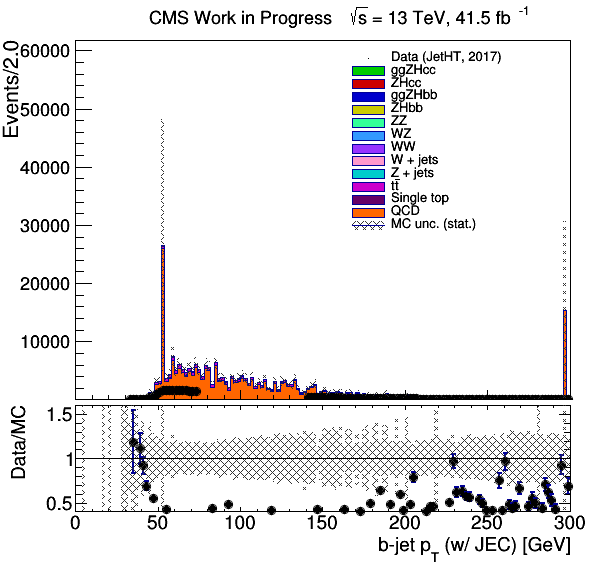 CMS Work in Progress √s = 13 TeV, 41.5 fb⁻¹
Events/2.0
60000
50000
40000
30000
20000
10000
Data (JetHT, 2017)
ggZHcc
ZHcc
ggZHbb
ZHbb
ZZ
WZ
WW
W + jets
Z + jets
tt̄
Single top
QCD
MC unc. (stat.)
Data/MC
1.5
1
0.5
0 50 100 150 200 250 300
b-jet p_T (w/ JEC) [GeV]